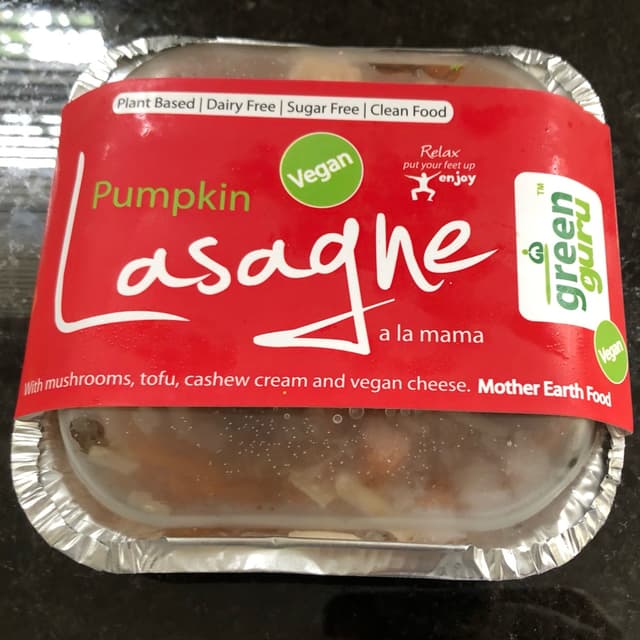 Plant Based | Dairy Free | Sugar Free | Clean Food
Vegan
Relax
put your feet up
enjoy
Pumpkin
Lasagne
a la mama
green
guru
TM
Vegan
With mushrooms, tofu, cashew cream and vegan cheese. Mother Earth Food